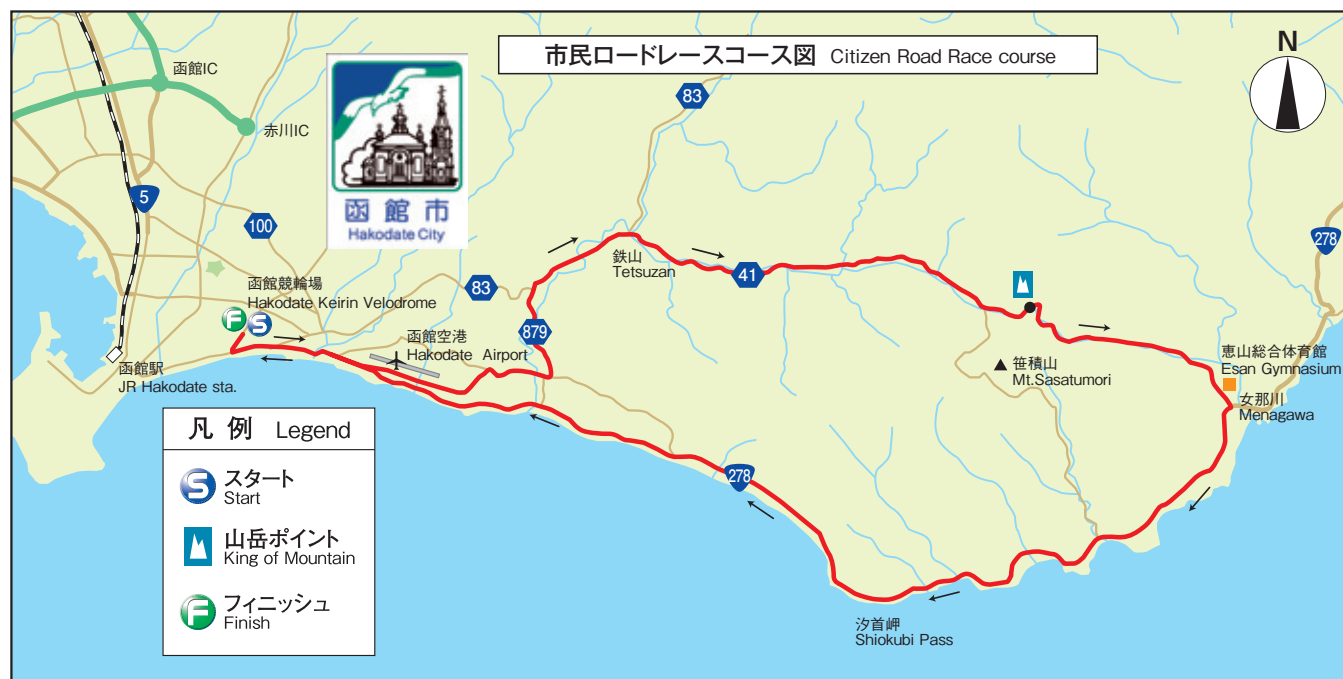 市民ロードレースコース図 Citizen Road Race course
N
函館IC
赤川IC
函館市
Hakodate City
83
5
100
278
鉄山
Tetsuzan
41
函館競輪場
Hakodate Keirin Velodrome
83
F
S
879
函館空港
Hakodate Airport
函館駅
JR Hakodate sta.
笹積山
Mt.Sasatumori
恵山総合体育館
Esan Gymnasium
女那川
Menagawa
278
汐首岬
Shiokubi Pass
凡例 Legend
S
スタート
Start
山岳ポイント
King of Mountain
F
フィニッシュ
Finish